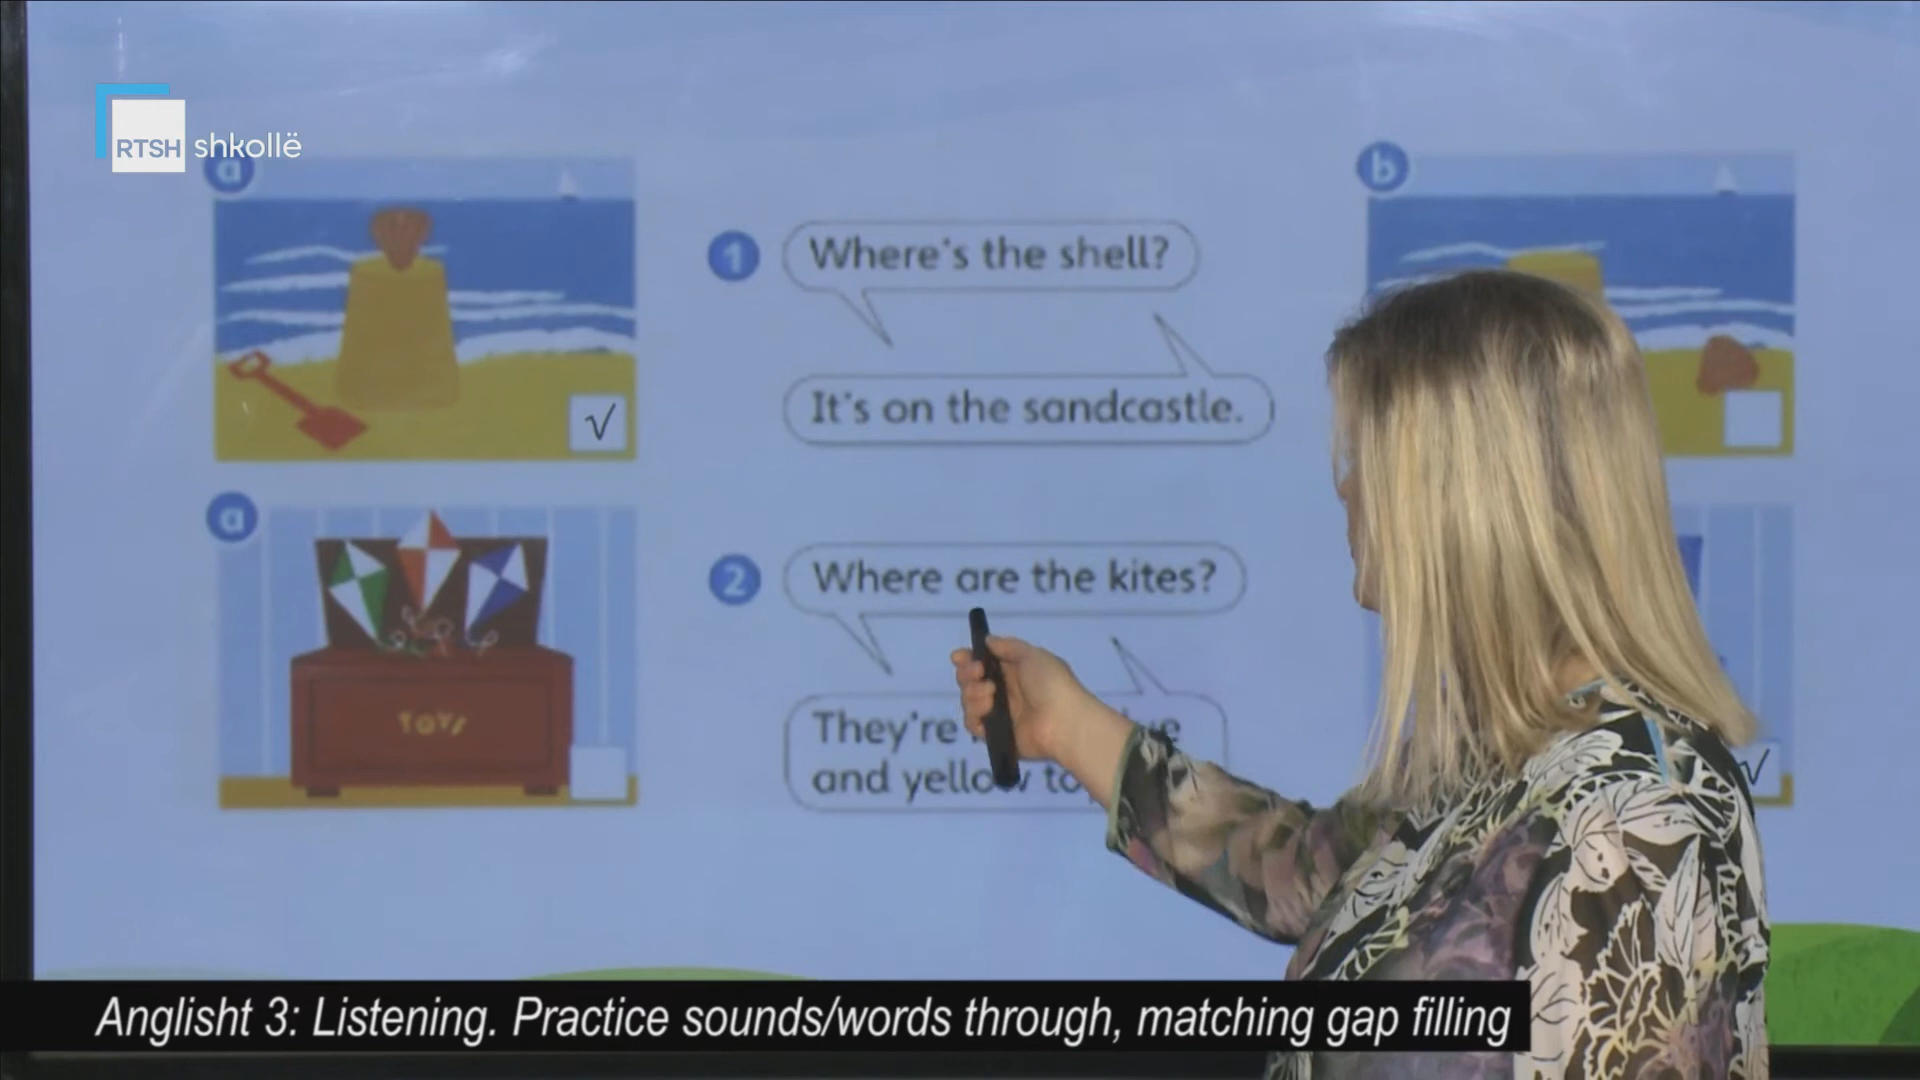 RTSH shkollë
a
b
1 Where's the shell?
It's on the sandcastle.
√
a
2 Where are the kites?
TOYS
They're
and yellow
√
Anglisht 3: Listening. Practice sounds/words through, matching gap filling